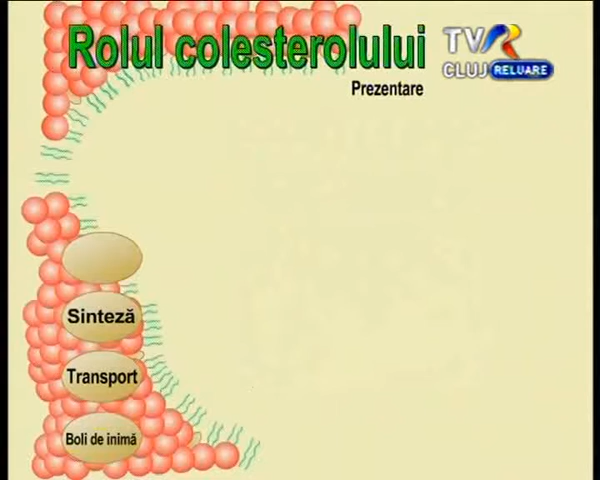 Rolul colesterolului
TVR
CLUJ RELUARE
Prezentare
Sinteză
Transport
Boli de inimă